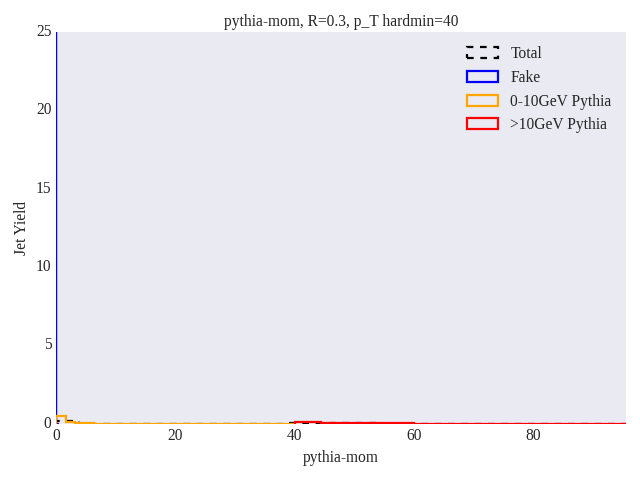 pythia-mom, R=0.3, p_T hardmin=40
25
20
15
10
5
0
Jet Yield
Total
Fake
0-10GeV Pythia
>10GeV Pythia
0 20 40 60 80
pythia-mom